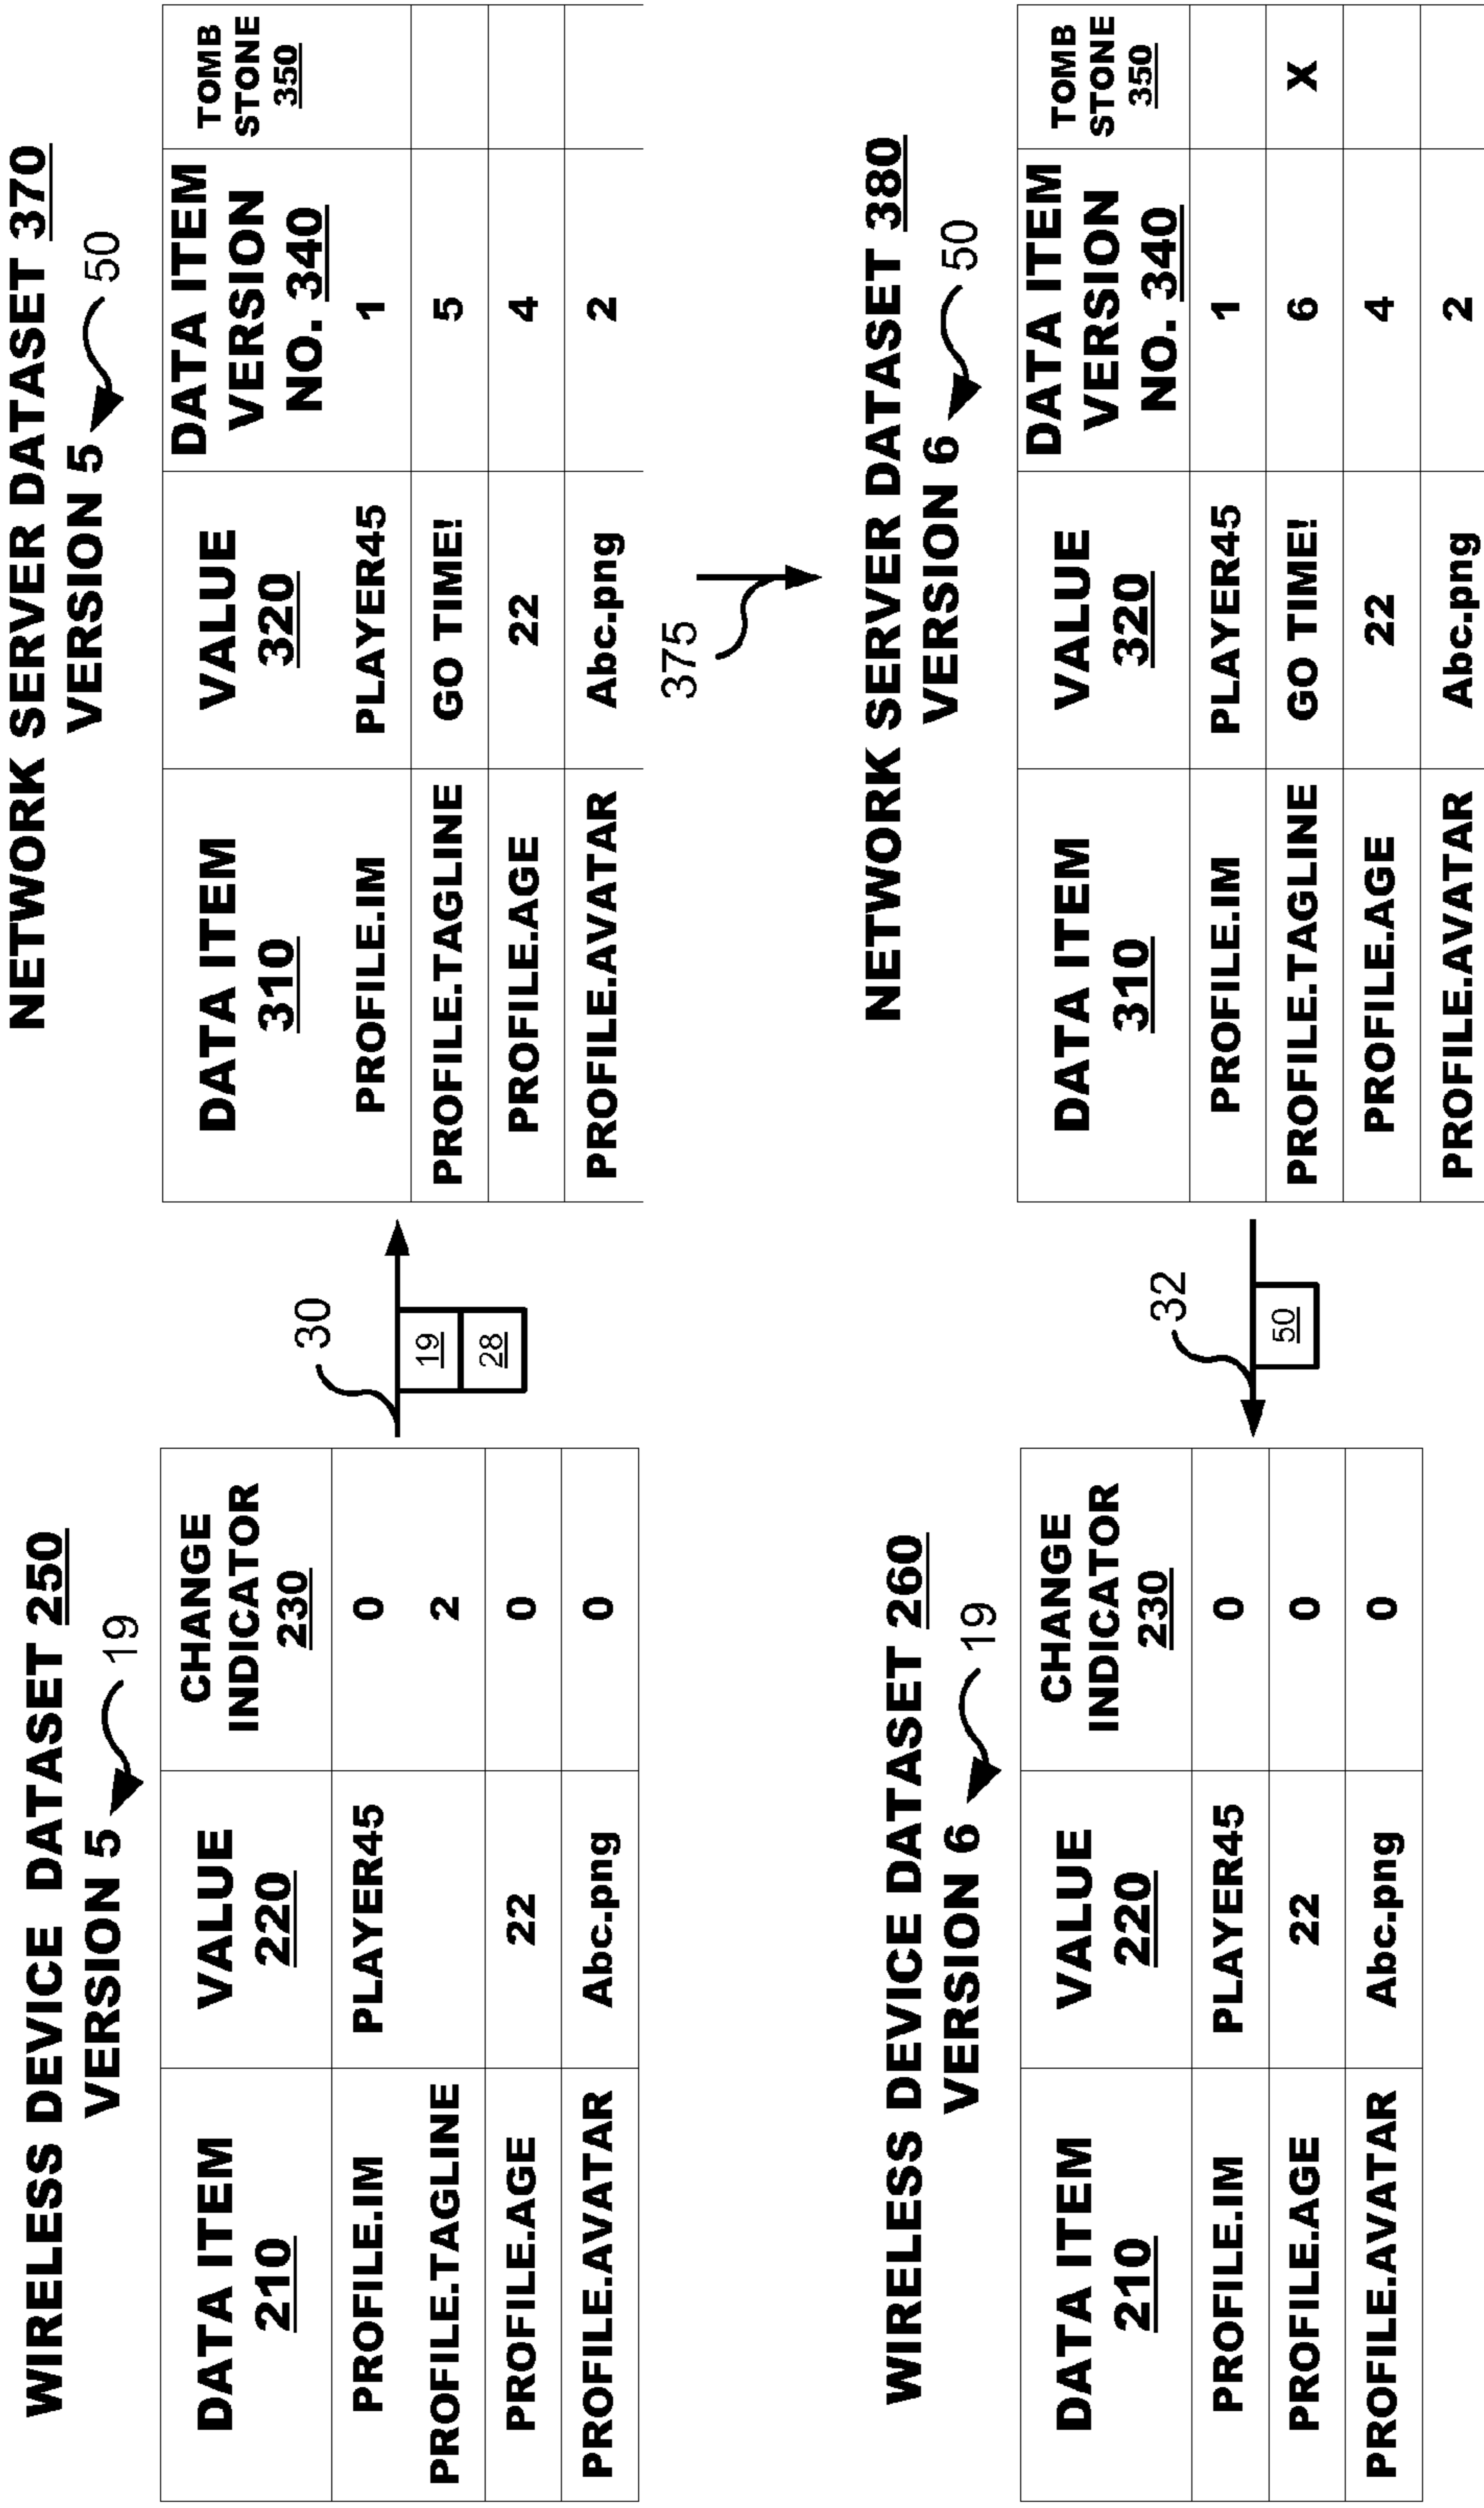 WIRELESS DEVICE DATASET 250
VERSION 5
19
DATA ITEM
210
VALUE
220
CHANGE
INDICATOR
230
PROFILE.IM PLAYER45 0
PROFILE.TAGLINE 2
PROFILE.AGE 22 0
PROFILE.AVATAR Abc.png 0
30
19
28
NETWORK SERVER DATASET 370
VERSION 5
50
DATA ITEM
310
VALUE
320
DATA ITEM
VERSION
NO. 340
TOMB
STONE
350
PROFILE.IM PLAYER45 1
PROFILE.TAGLINE GO TIME! 5
PROFILE.AGE 22 4
PROFILE.AVATAR Abc.png 2
375
WIRELESS DEVICE DATASET 260
VERSION 6
19
DATA ITEM
210
VALUE
220
CHANGE
INDICATOR
230
PROFILE.IM PLAYER45 0
PROFILE.AGE 22 0
PROFILE.AVATAR Abc.png 0
32
50
NETWORK SERVER DATASET 380
VERSION 6
50
DATA ITEM
310
VALUE
320
DATA ITEM
VERSION
NO. 340
TOMB
STONE
350
PROFILE.IM PLAYER45 1
PROFILE.TAGLINE GO TIME! 6 X
PROFILE.AGE 22 4
PROFILE.AVATAR Abc.png 2